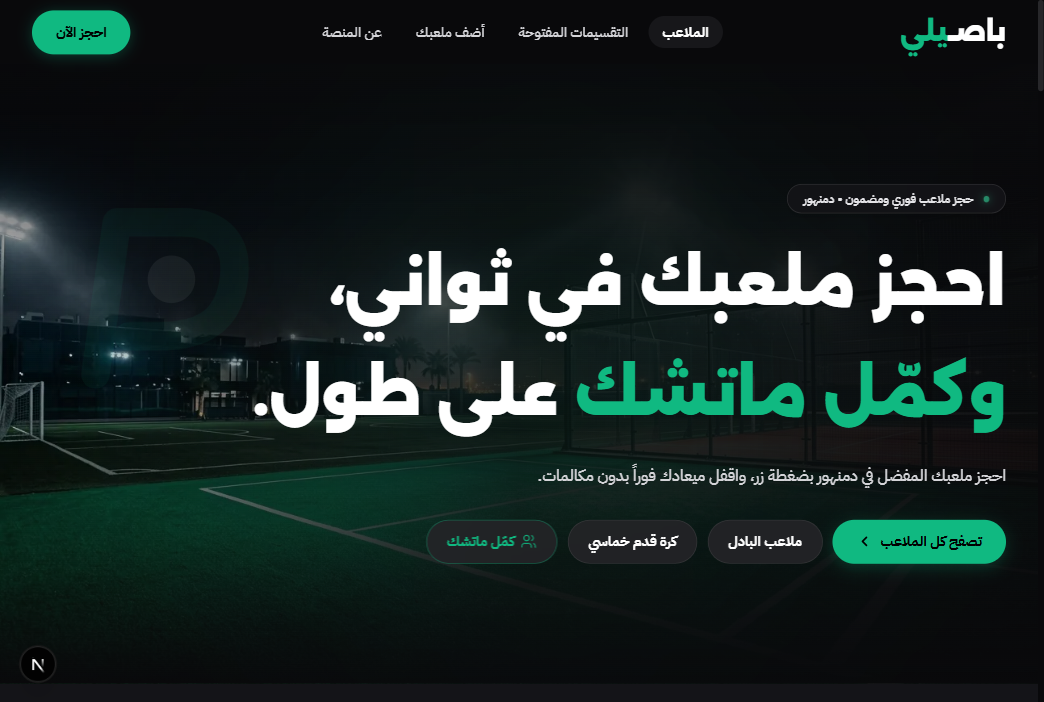 باصيلي
الملاعب
التقسيمات المفتوحة
أضف ملعبك
عن المنصة
احجز الآن
حجز ملاعب فوري ومضمون • دمنهور
احجز ملعبك في ثواني،
وكمّل ماتشك على طول.
احجز ملعبك المفضل في دمنهور بضغطة زر، واقفل ميعادك فوراً بدون مكالمات.
تصفح كل الملاعب
ملاعب البادل
كرة قدم خماسي
كمّل ماتشك
N